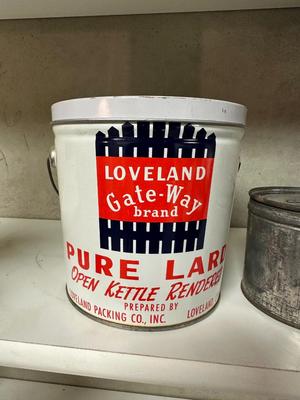 LOVELAND
Gate-Way
brand
PURE LARD
OPEN KETTLE RENDERED
PREPARED BY
LOVELAND PACKING CO., INC. LOVELAND